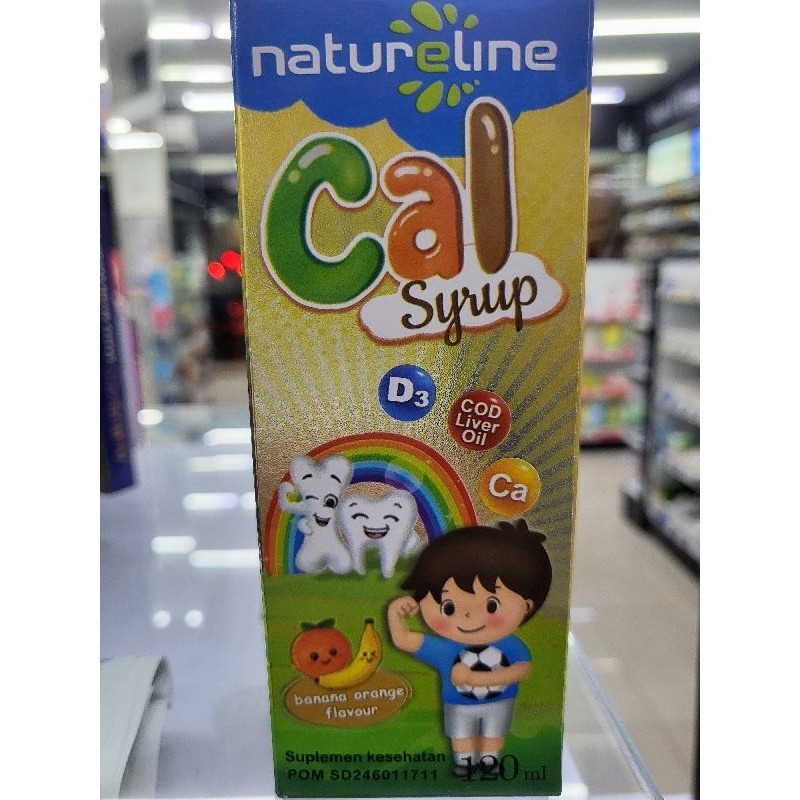 natureline
Cal
Syrup
D3
COD
Liver
Oil
Ca
banana orange
flavour
Suplemen kesehatan
POM SD246011711
120 ml